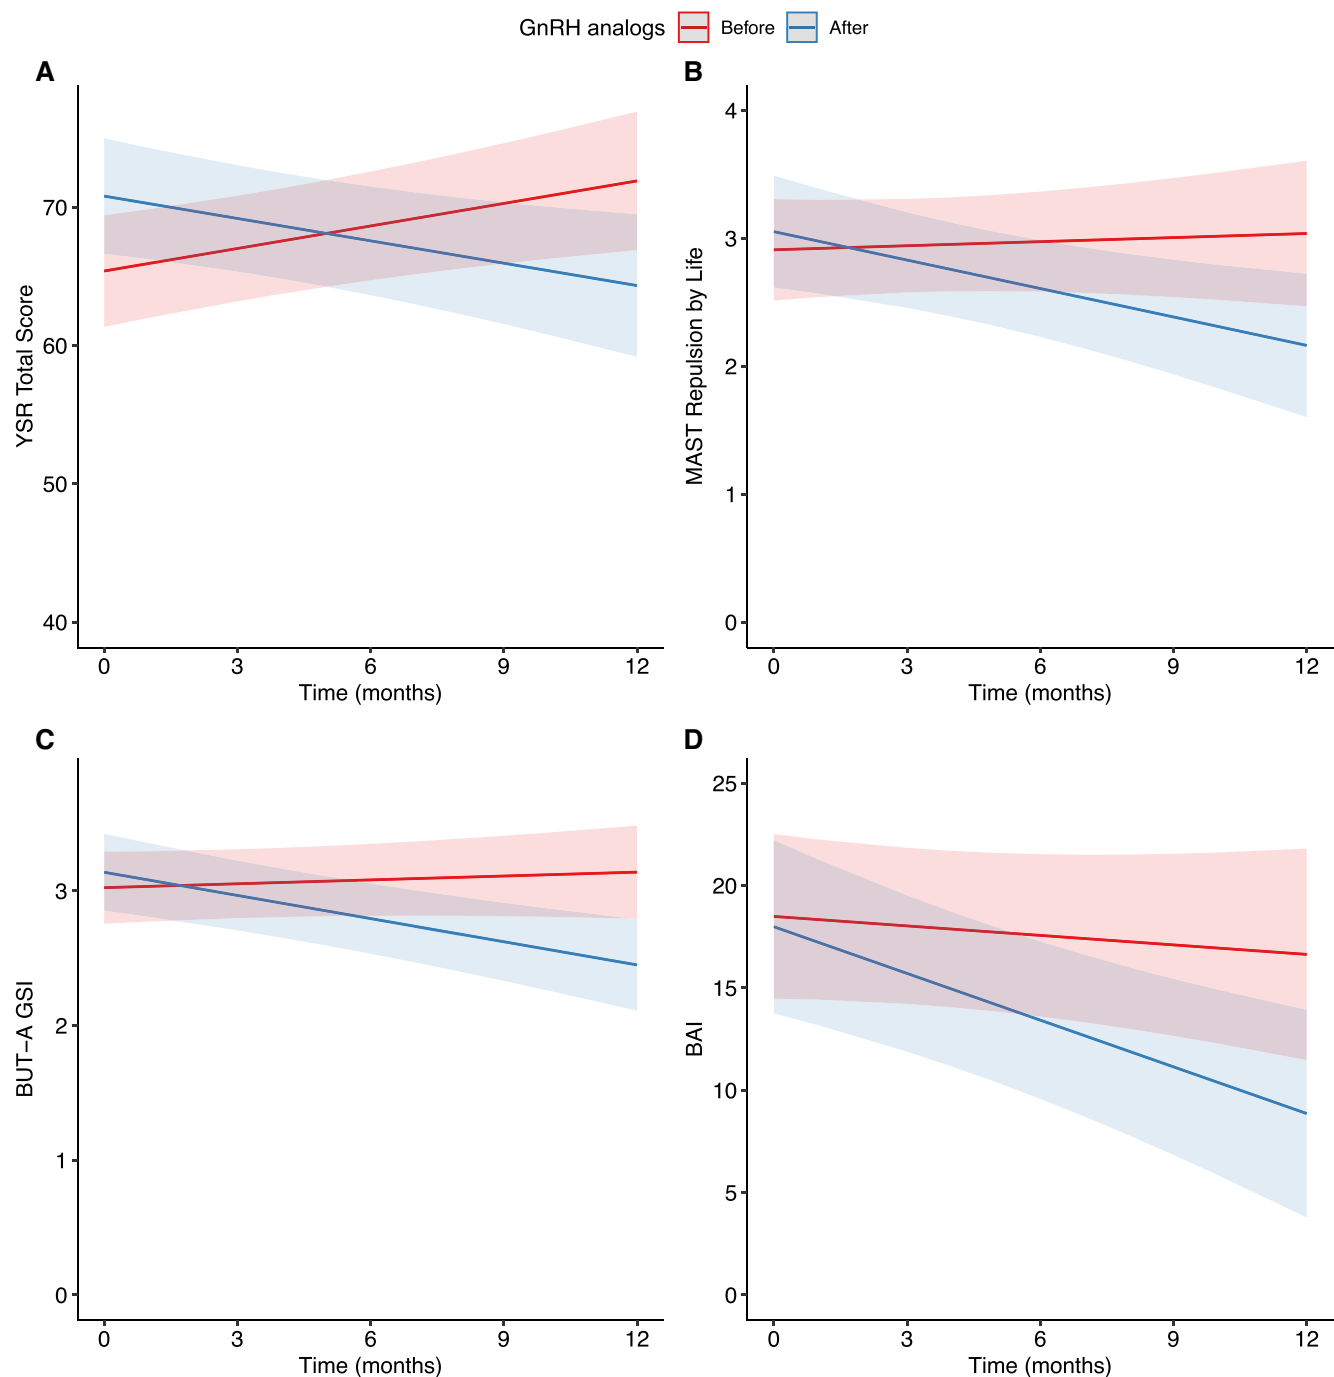 GnRH analogs Before After
A
YSR Total Score
70
60
50
40
0 3 6 9 12
Time (months)
B
MAST Repulsion by Life
4
3
2
1
0
0 3 6 9 12
Time (months)
C
BUT−A GSI
3
2
1
0
0 3 6 9 12
Time (months)
D
BAI
25
20
15
10
5
0
0 3 6 9 12
Time (months)